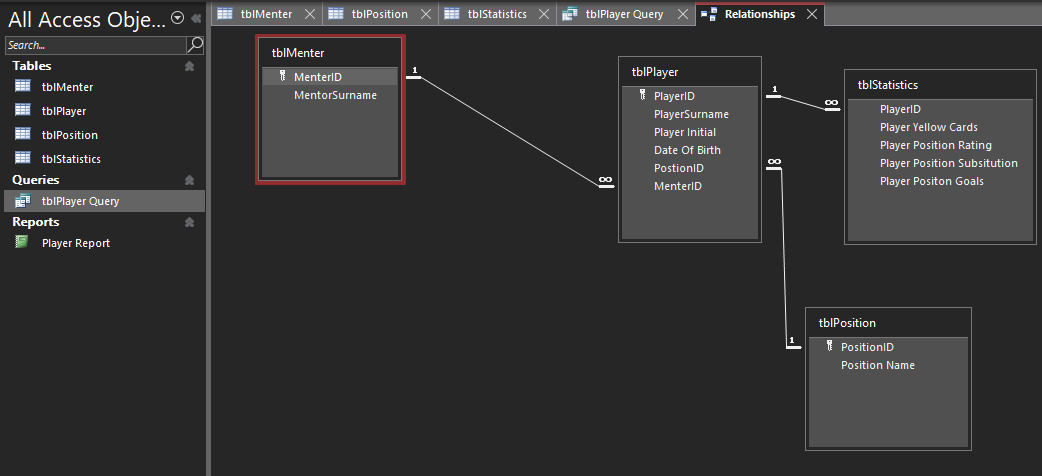 All Access Obje...
Search...
Tables
tblMenter
tblPlayer
tblPosition
tblStatistics
Queries
tblPlayer Query
Reports
Player Report
tblMenter tblPosition tblStatistics tblPlayer Query Relationships
tblMenter
MenterID
MentorSurname
1
∞
tblPlayer
PlayerID
PlayerSurname
Player Initial
Date Of Birth
PostionID
MenterID
1
∞
∞
1
tblStatistics
PlayerID
Player Yellow Cards
Player Position Rating
Player Position Subsitution
Player Positon Goals
tblPosition
PositionID
Position Name